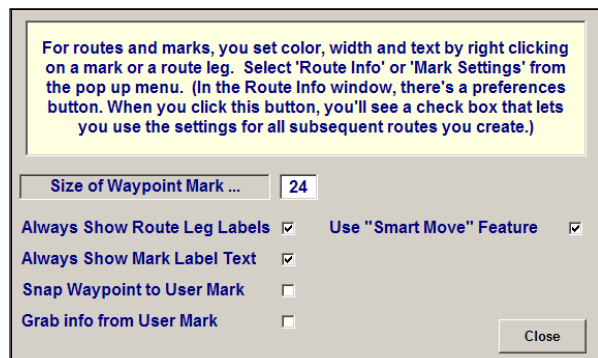 For routes and marks, you set color, width and text by right clicking
on a mark or a route leg. Select 'Route Info' or 'Mark Settings' from
the pop up menu. (In the Route Info window, there's a preferences
button. When you click this button, you'll see a check box that lets
you use the settings for all subsequent routes you create.)
Size of Waypoint Mark ... 24
Always Show Route Leg Labels
Use "Smart Move" Feature
Always Show Mark Label Text
Snap Waypoint to User Mark
Grab info from User Mark
Close